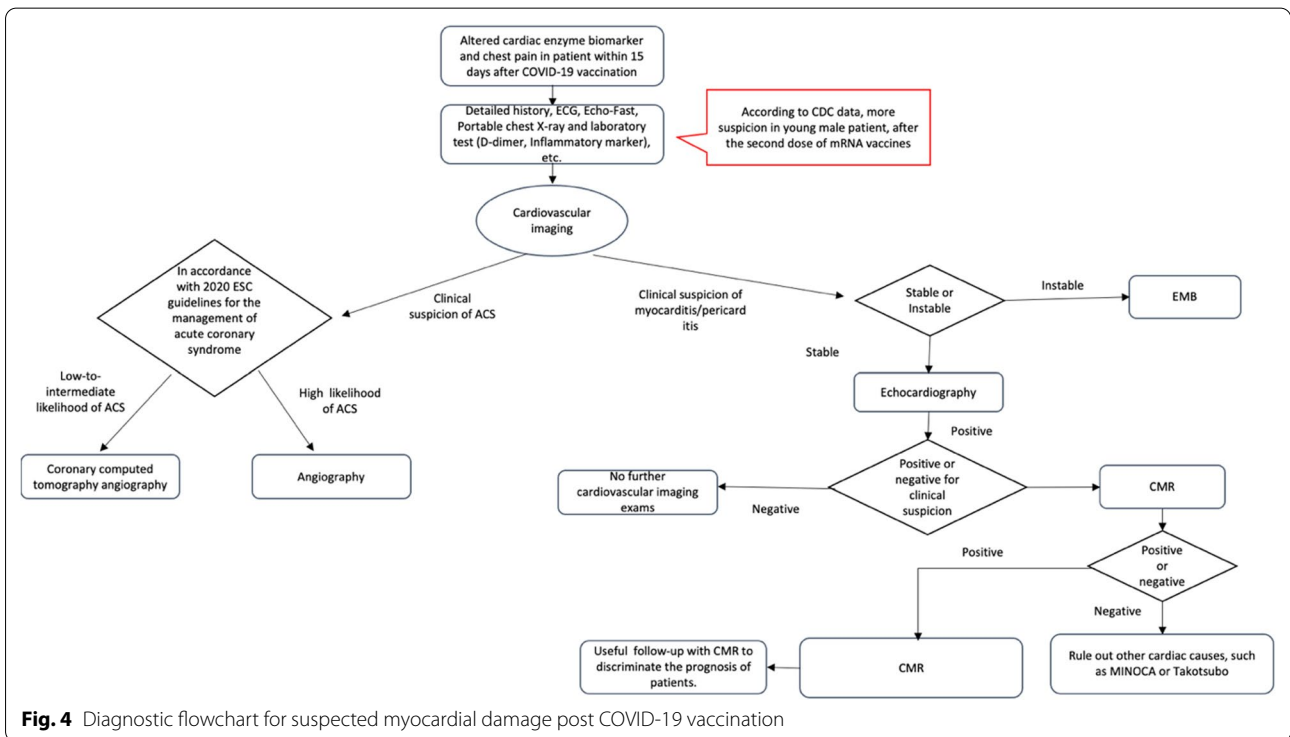 Altered cardiac enzyme biomarker
and chest pain in patient within 15
days after COVID-19 vaccination
Detailed history, ECG, Echo-Fast,
Portable chest X-ray and laboratory
test (D-dimer, Inflammatory marker),
etc.
According to CDC data, more
suspicion in young male patient, after
the second dose of mRNA vaccines
Cardiovascular
imaging
In accordance
with 2020 ESC
guidelines for the
management of
acute coronary
syndrome
Clinical
suspicion of ACS
Clinical suspicion of
myocarditis/pericard
itis
Stable or
Instable
Instable
EMB
Stable
Low-to-
intermediate
likelihood of ACS
High likelihood
of ACS
Echocardiography
Positive
Coronary computed
tomography angiography
Angiography
No further
cardiovascular imaging
exams
Negative
Positive or
negative for
clinical
suspicion
CMR
Positive
Positive
or
negative
Negative
Useful follow-up with CMR to
discriminate the prognosis of
patients.
CMR
Rule out other cardiac causes, such
as MINOCA or Takotsubo
Fig. 4 Diagnostic flowchart for suspected myocardial damage post COVID-19 vaccination